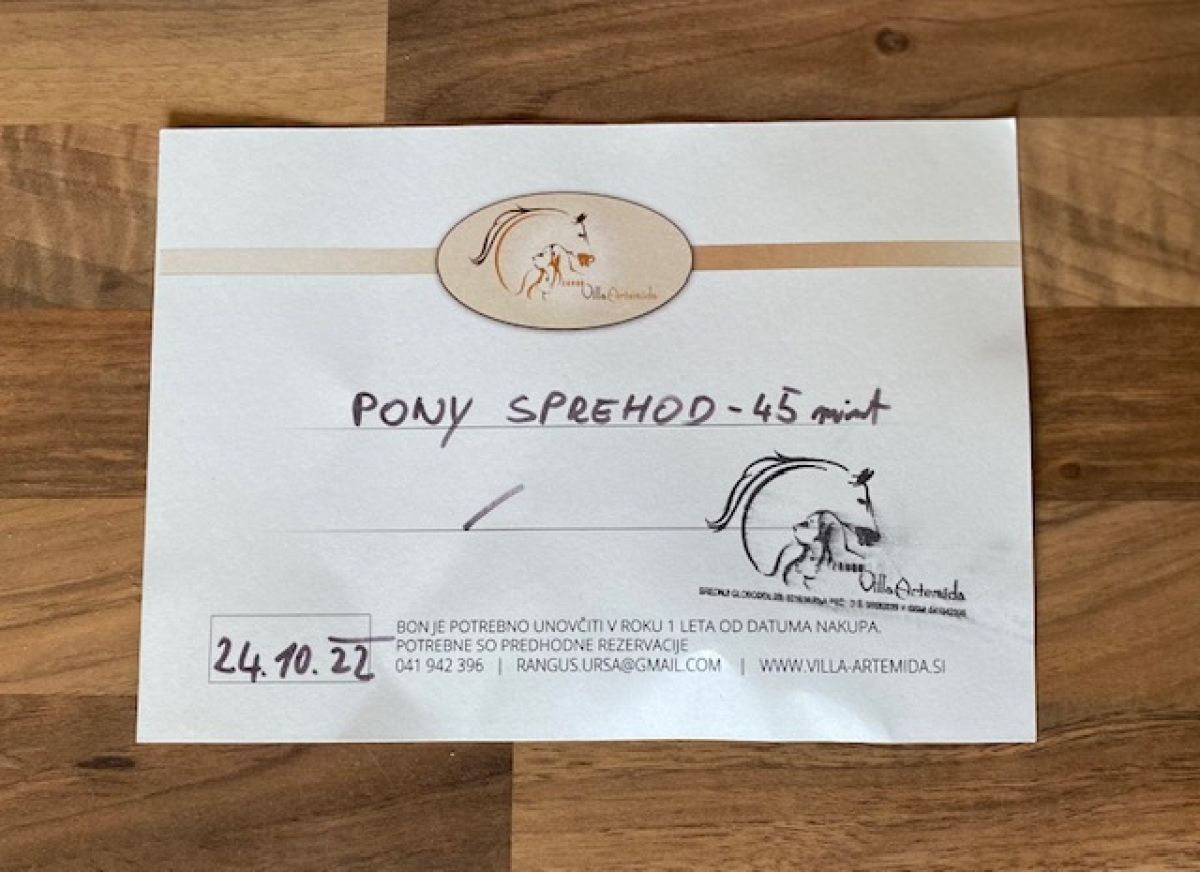 Villa Artemida
PONY SPREHOD - 45 minut
Villa Artemida
BON JE POTREBNO UNOVČITI V ROKU 1 LETA OD DATUMA NAKUPA.
24.10.22
POTREBNE SO PREDHODNE REZERVACIJE
041 942 396 | RANGUS.URSA@GMAIL.COM | WWW.VILLA-ARTEMIDA.SI